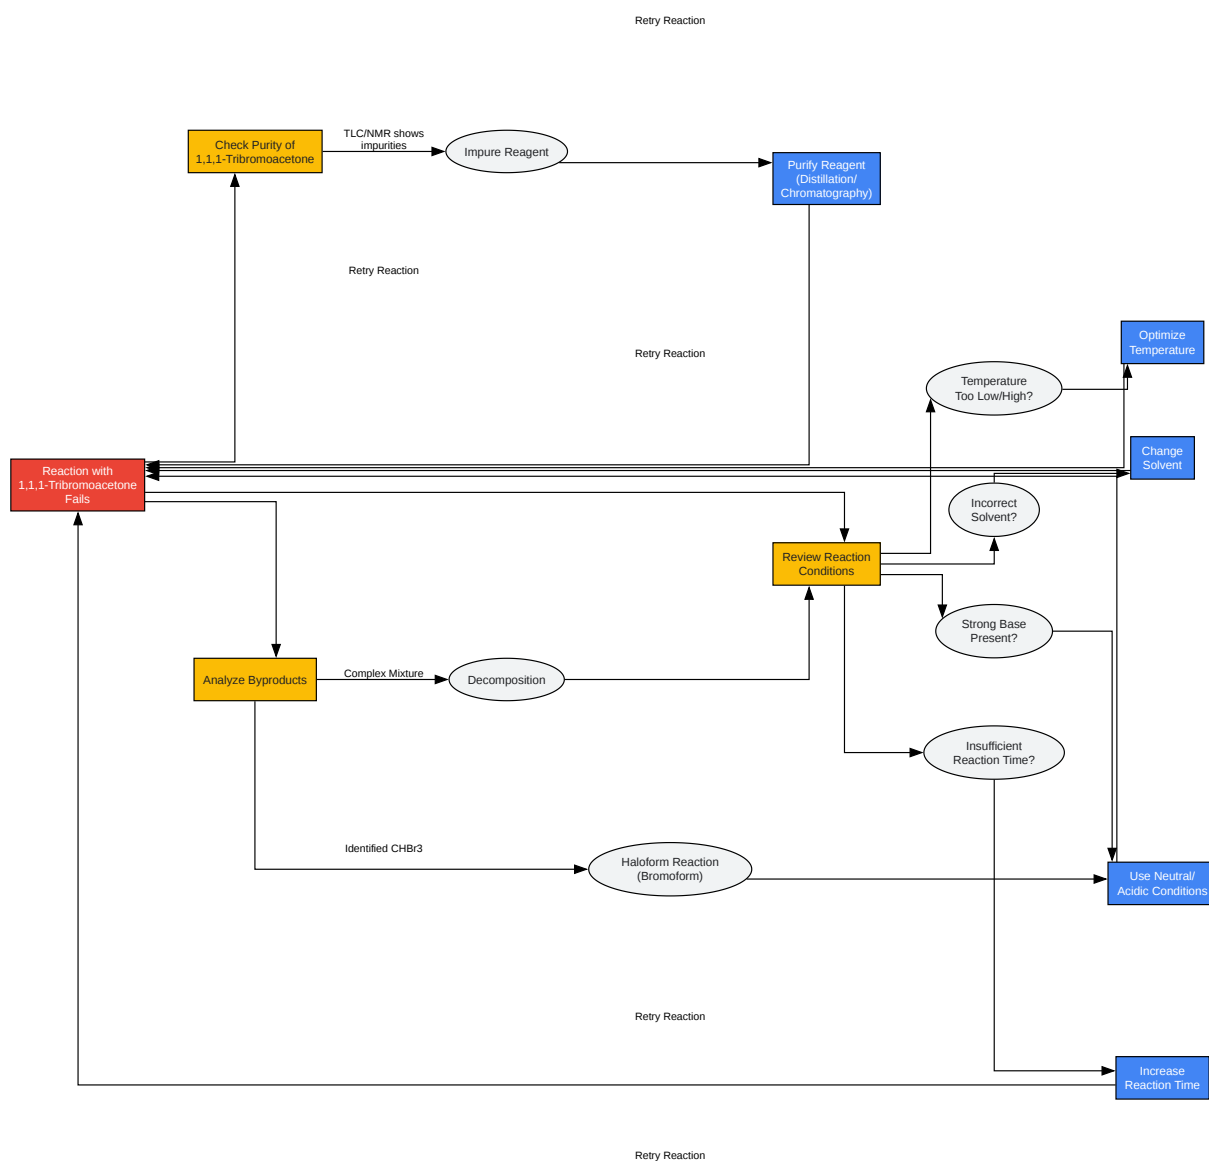 Retry Reaction
Check Purity of
1,1,1-Tribromoacetone
TLC/NMR shows
impurities
Impure Reagent
Purify Reagent
(Distillation/
Chromatography)
Retry Reaction
Retry Reaction
Optimize
Temperature
Temperature
Too Low/High?
Change
Solvent
Reaction with
1,1,1-Tribromoacetone
Fails
Incorrect
Solvent?
Review Reaction
Conditions
Strong Base
Present?
Analyze Byproducts
Complex Mixture
Decomposition
Insufficient
Reaction Time?
Identified CHBr3
Haloform Reaction
(Bromoform)
Use Neutral/
Acidic Conditions
Retry Reaction
Increase
Reaction Time
Retry Reaction